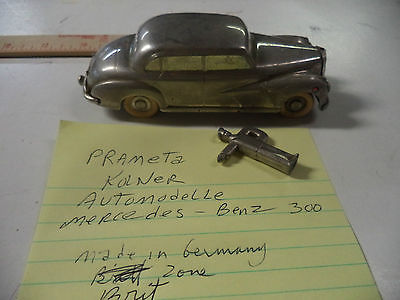 PRAMETA
KOLNER
AUTOMODELLE
MERCEDES - BENZ 300
made in Germany
Zone
Brit